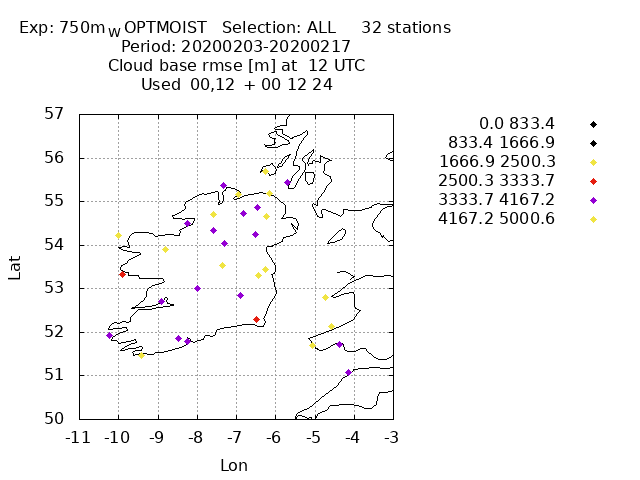 Exp: 750m_W OPTMOIST Selection: ALL 32 stations
Period: 20200203-20200217
Cloud base rmse [m] at 12 UTC
Used 00,12 + 00 12 24
0.0 833.4
833.4 1666.9
1666.9 2500.3
2500.3 3333.7
3333.7 4167.2
4167.2 5000.6
57
56
55
54
53
52
51
50
Lat
-11 -10 -9 -8 -7 -6 -5 -4 -3
Lon